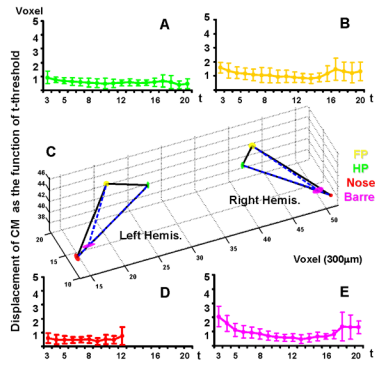 Displacement of CM as the function of t-threshold
Voxel
A
5
4
3
2
1
3 5 8 12 16 20 t
B
5
4
3
2
1
0
3 5 8 12 16 20 t
C
46
44
42
40
38
20
15
10
15
20
25
30
35
40
45
50
Left Hemis.
Right Hemis.
FP
HP
Nose
Barre
Voxel (300μm)
D
5
4
3
2
1
3 5 8 12 16 20 t
E
5
4
3
2
1
3 5 8 12 16 20 t